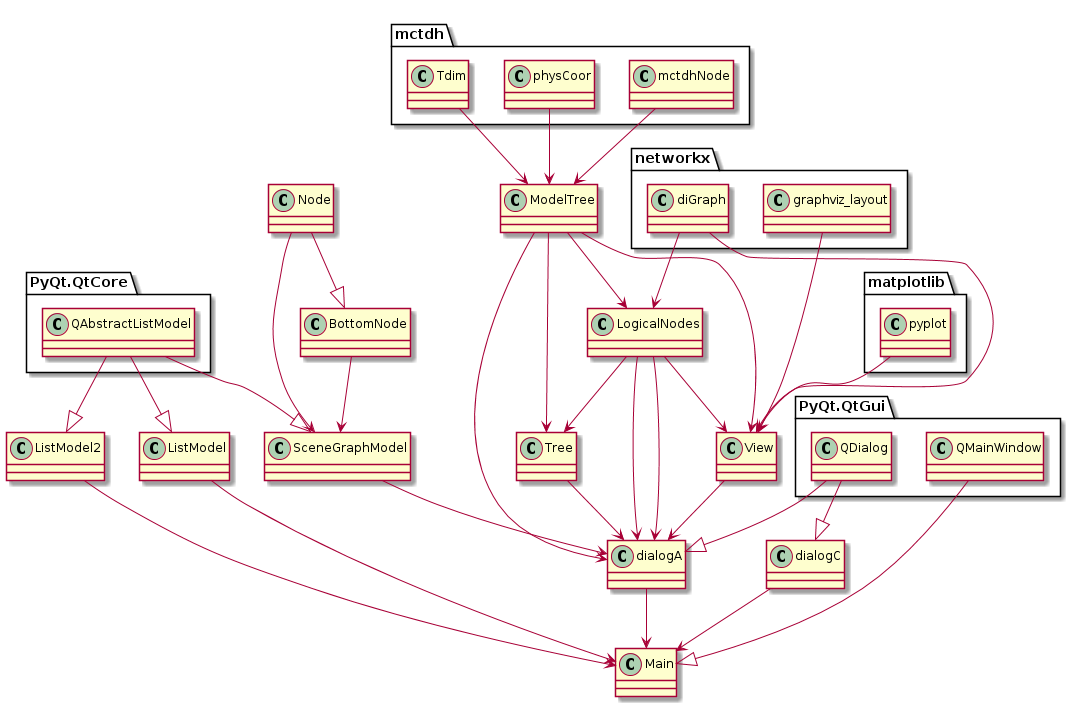 mctdh
C Tdim
C physCoor
C mctdhNode
networkx
C Node
C ModelTree
C diGraph
C graphviz_layout
PyQt.QtCore
matplotlib
C QAbstractListModel
C BottomNode
C LogicalNodes
C pyplot
PyQt.QtGui
C ListModel2
C ListModel
C SceneGraphModel
C Tree
C View
C QDialog
C QMainWindow
C dialogA
C dialogC
C Main